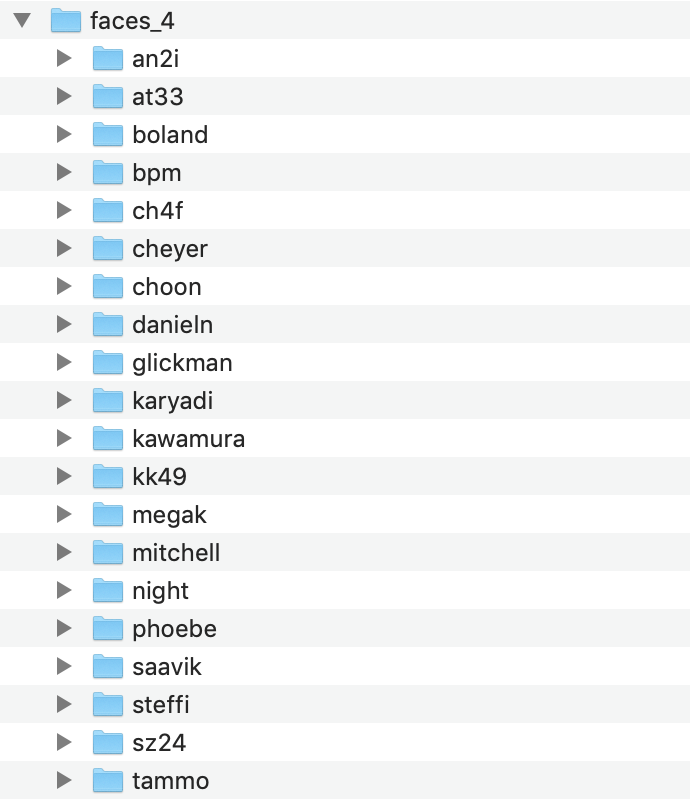 faces_4
an2i
at33
boland
bpm
ch4f
cheyer
choon
danieln
glickman
karyadi
kawamura
kk49
megak
mitchell
night
phoebe
saavik
steffi
sz24
tammo